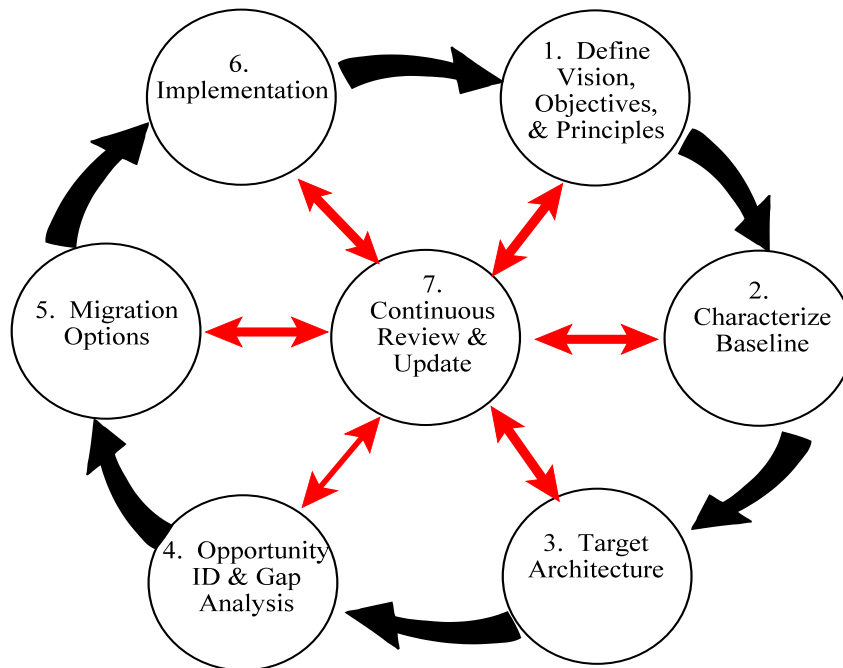 1. Define
Vision,
Objectives,
& Principles
2.
Characterize
Baseline
3. Target
Architecture
4. Opportunity
ID & Gap
Analysis
5. Migration
Options
6.
Implementation
7.
Continuous
Review &
Update